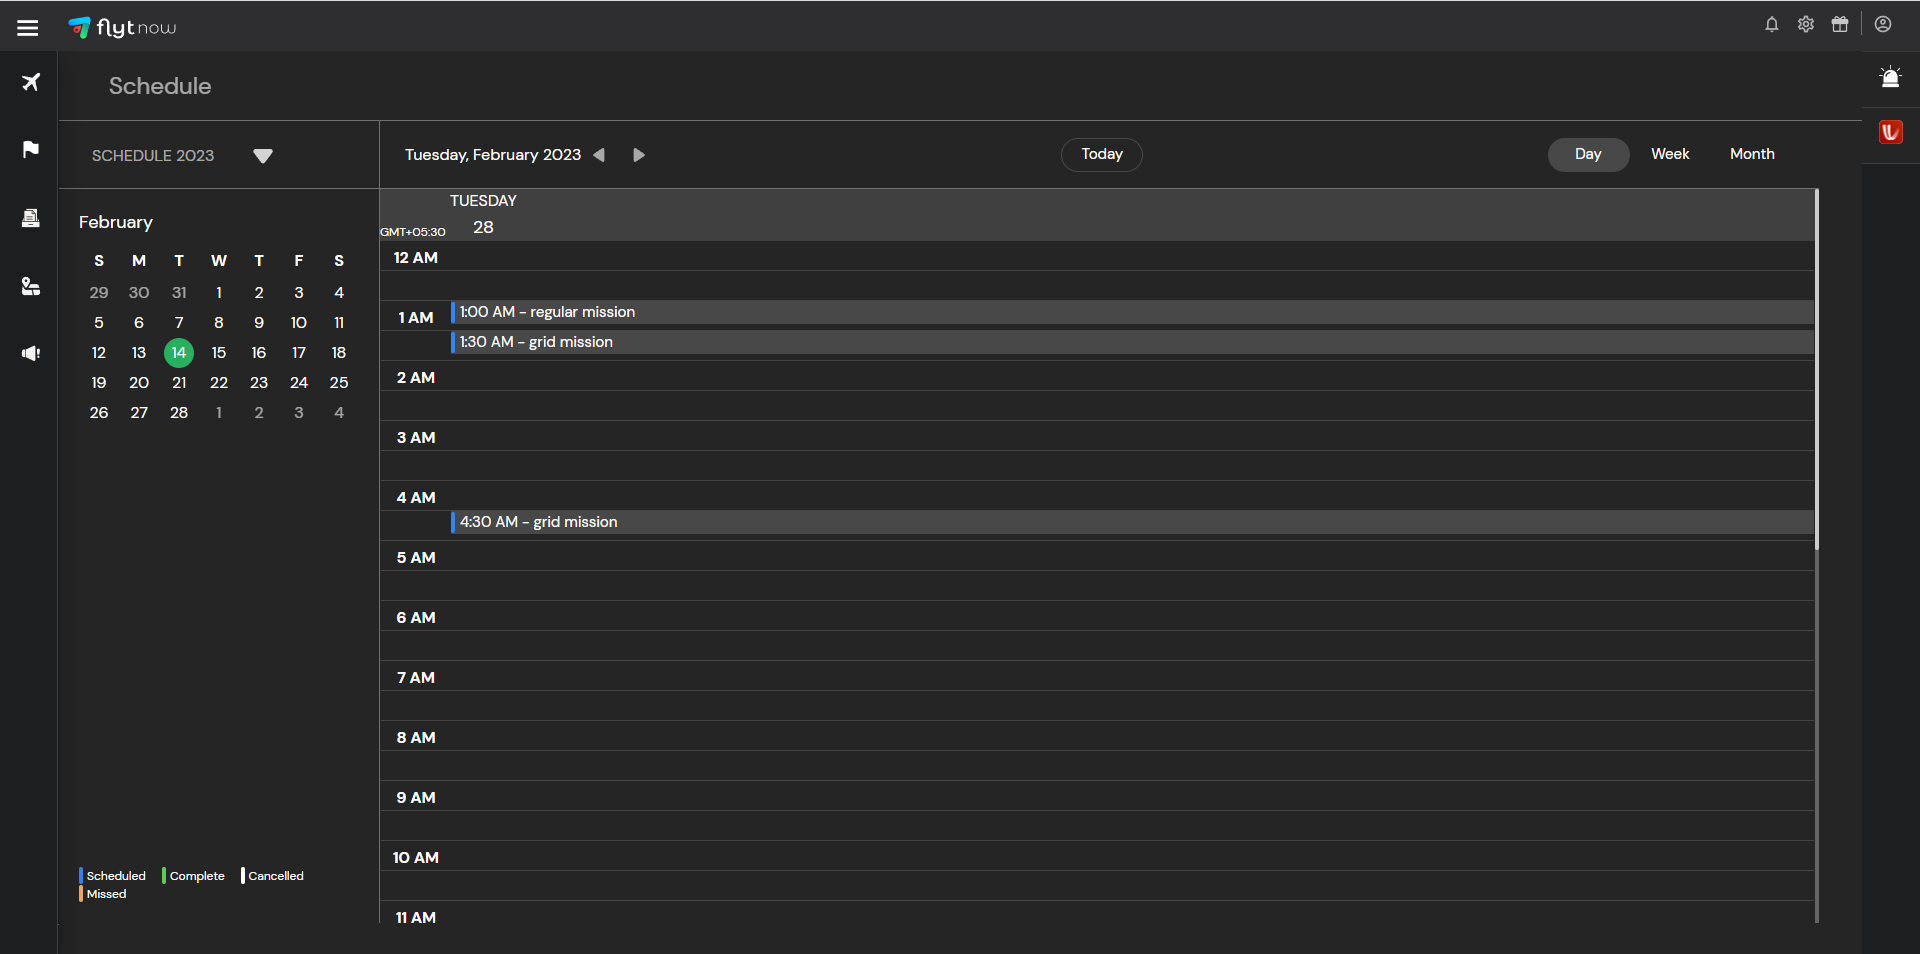 flytnow
Schedule
SCHEDULE 2023
Tuesday, February 2023
Today
Day
Week
Month
February
S M T W T F S
29 30 31 1 2 3 4
5 6 7 8 9 10 11
12 13 14 15 16 17 18
19 20 21 22 23 24 25
26 27 28 1 2 3 4
Scheduled Complete Cancelled
Missed
TUESDAY
GMT+05:30 28
12 AM
1 AM 1:00 AM - regular mission
1:30 AM - grid mission
2 AM
3 AM
4 AM
4:30 AM - grid mission
5 AM
6 AM
7 AM
8 AM
9 AM
10 AM
11 AM